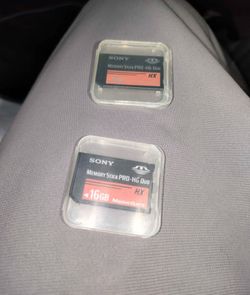 SONY
MEMORY STICK PRO-HG DUO
HX
SONY
MEMORY STICK PRO-HG DUO
HX
16GB